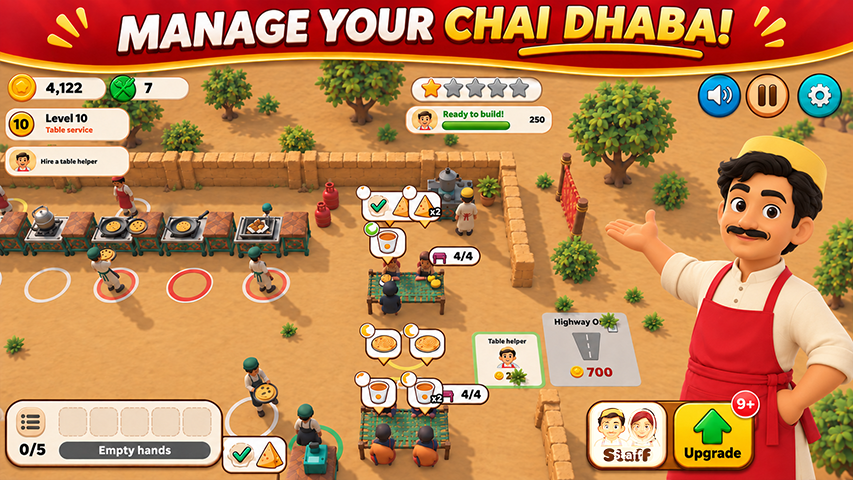 MANAGE YOUR CHAI DHABA!
4,122
7
Ready to build!
250
10
Level 10
Table service
Hire a table helper
x2
4/4
Table helper
Highway
700
x2
4/4
0/5
Empty hands
Staff
9+
Upgrade